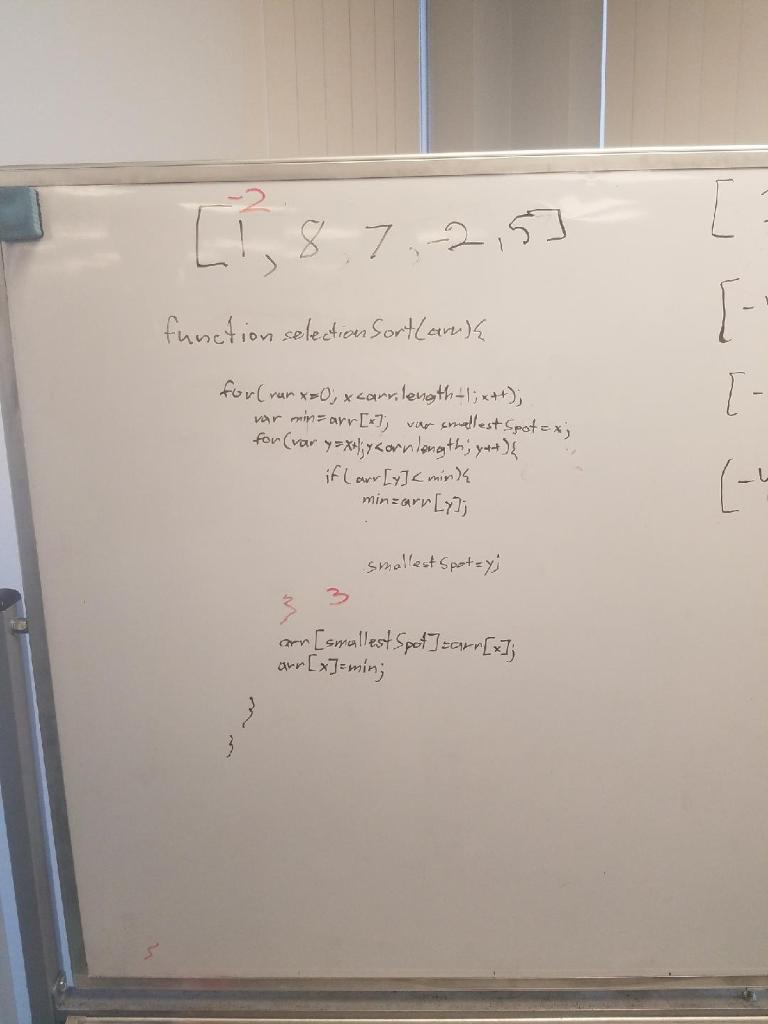 -2
[1, 8, 7, -2, 5]
[
function selectionSort(arr){
[-
for(var x=0; x<arr.length-1; x++);
[-
var min=arr[x]; var smallestSpot=x;
for(var y=x+1;y<arr.length; y++){
if(arr[y]<min){
[-4
min=arr[y];
smallestSpot=y;
} }
arr[smallestSpot]=arr[x];
arr[x]=min;
}
}